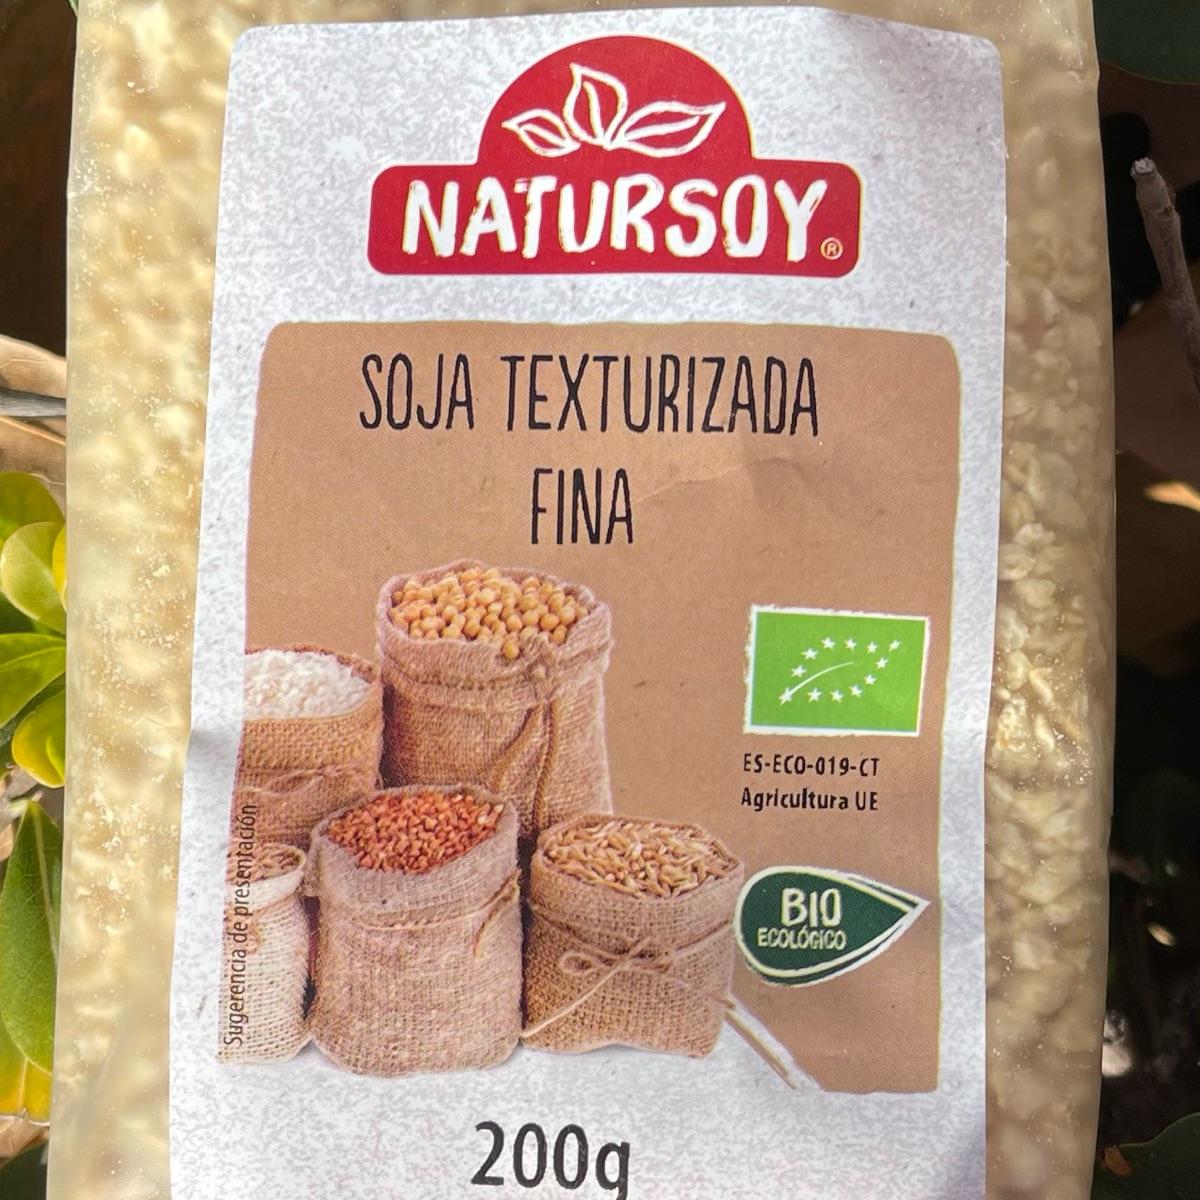 NATURSOY®
SOJA TEXTURIZADA
FINA
ES-ECO-019-CT
Agricultura UE
BIO
ECOLÓGICO
Sugerencia de presentación
200g